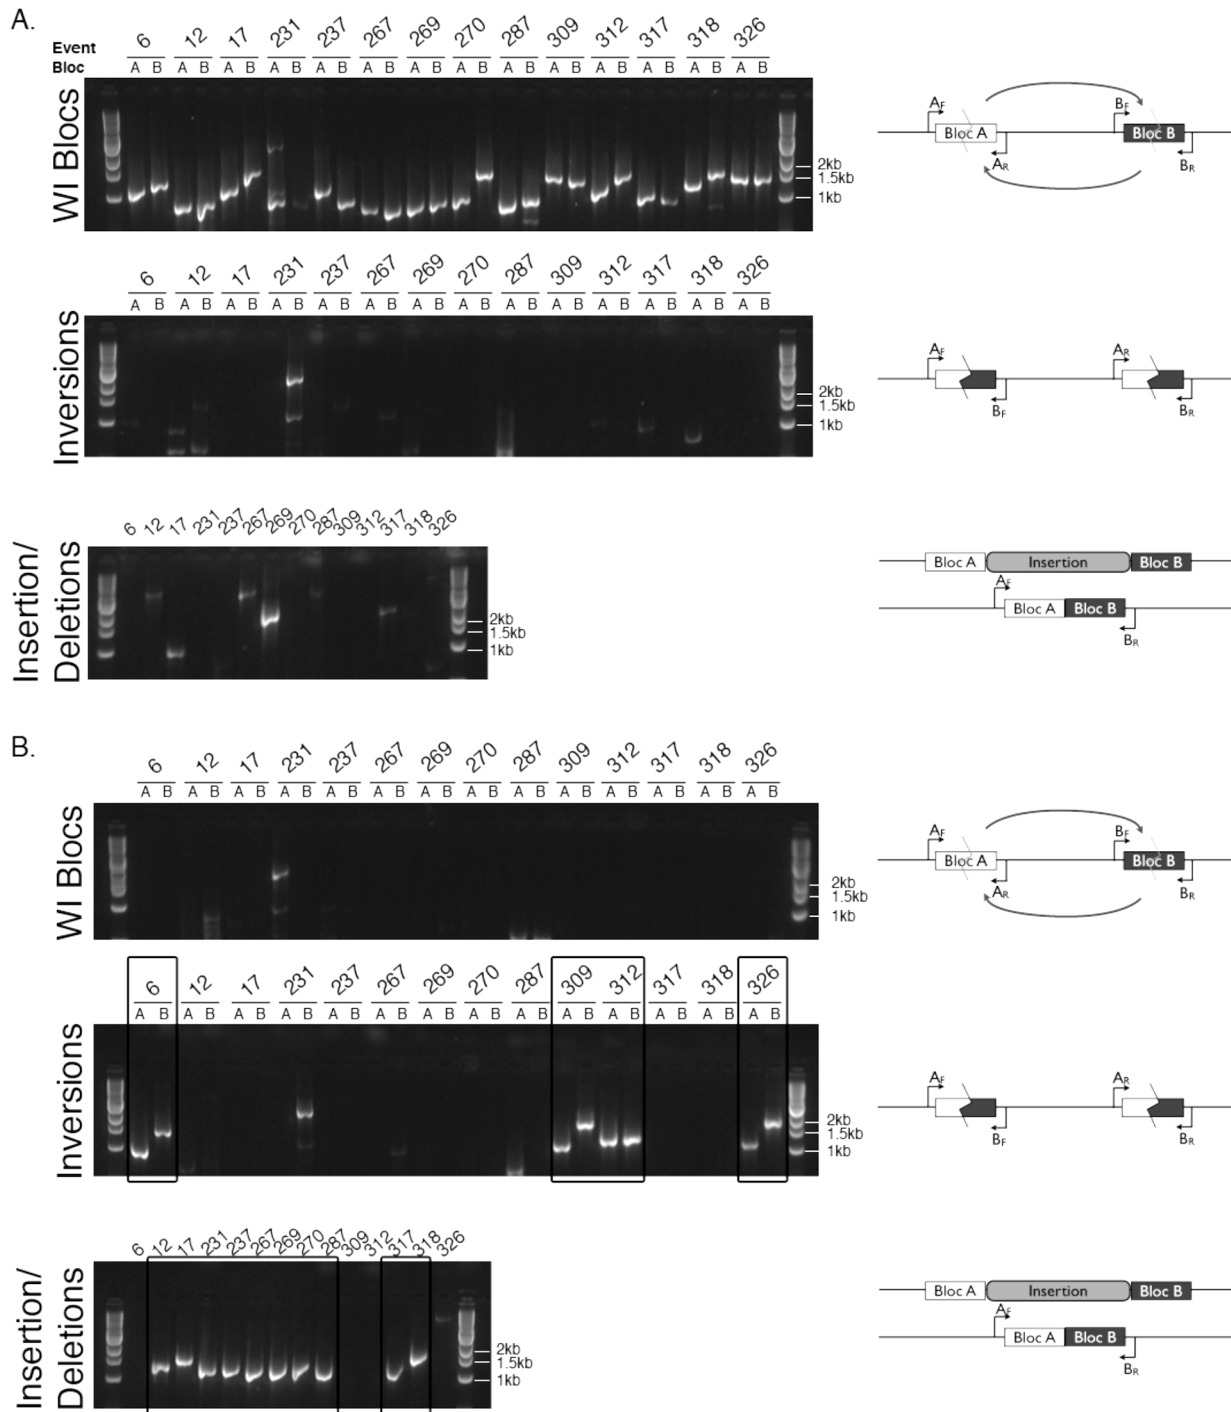 A.
Event 6 12 17 231 237 267 269 270 287 309 312 317 318 326
Bloc A B A B A B A B A B A B A B A B A B A B A B A B A B A B
WI Blocs
2kb
1.5kb
1kb
AF BF
Bloc A Bloc B
AR BR
6 12 17 231 237 267 269 270 287 309 312 317 318 326
A B A B A B A B A B A B A B A B A B A B A B A B A B A B
Inversions
2kb
1.5kb
1kb
AF AR
BF BR
6 12 17 231 237 267 269 270 287 309 312 317 318 326
Insertion/
Deletions
2kb
1.5kb
1kb
Bloc A Insertion Bloc B
AF
Bloc A Bloc B
BR
B.
6 12 17 231 237 267 269 270 287 309 312 317 318 326
A B A B A B A B A B A B A B A B A B A B A B A B A B A B
WI Blocs
2kb
1.5kb
1kb
AF BF
Bloc A Bloc B
AR BR
6 12 17 231 237 267 269 270 287 309 312 317 318 326
A B A B A B A B A B A B A B A B A B A B A B A B A B A B
Inversions
2kb
1.5kb
1kb
AF AR
BF BR
6 12 17 231 237 267 269 270 287 309 312 317 318 326
Insertion/
Deletions
2kb
1.5kb
1kb
Bloc A Insertion Bloc B
AF
Bloc A Bloc B
BR